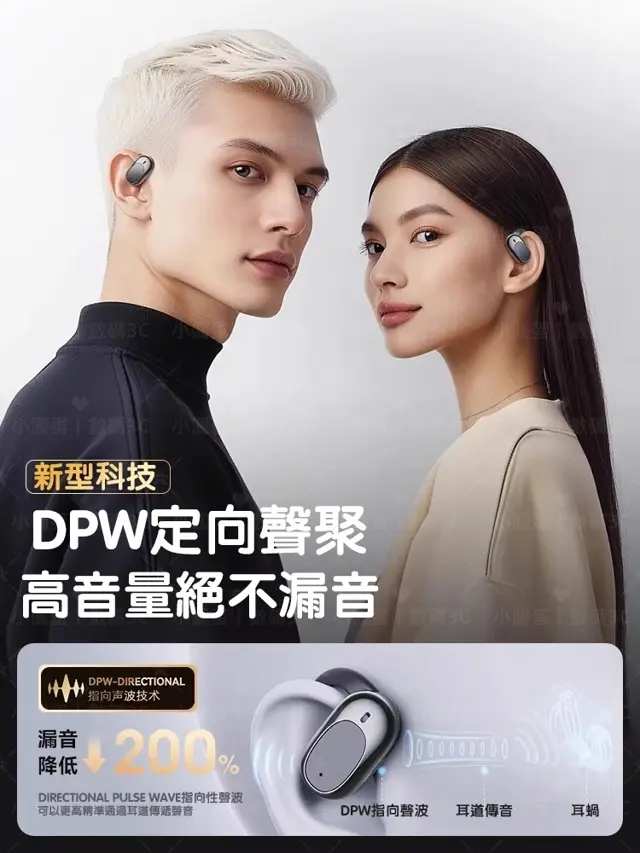 新型科技
DPW定向聲聚
高音量絕不漏音
DPW-DIRECTIONAL
指向声波技术
漏音
降低
200%
DIRECTIONAL PULSE WAVE指向性聲波
可以更高精準通過耳道傳遞聲音
DPW指向聲波 耳道傳音 耳蝸